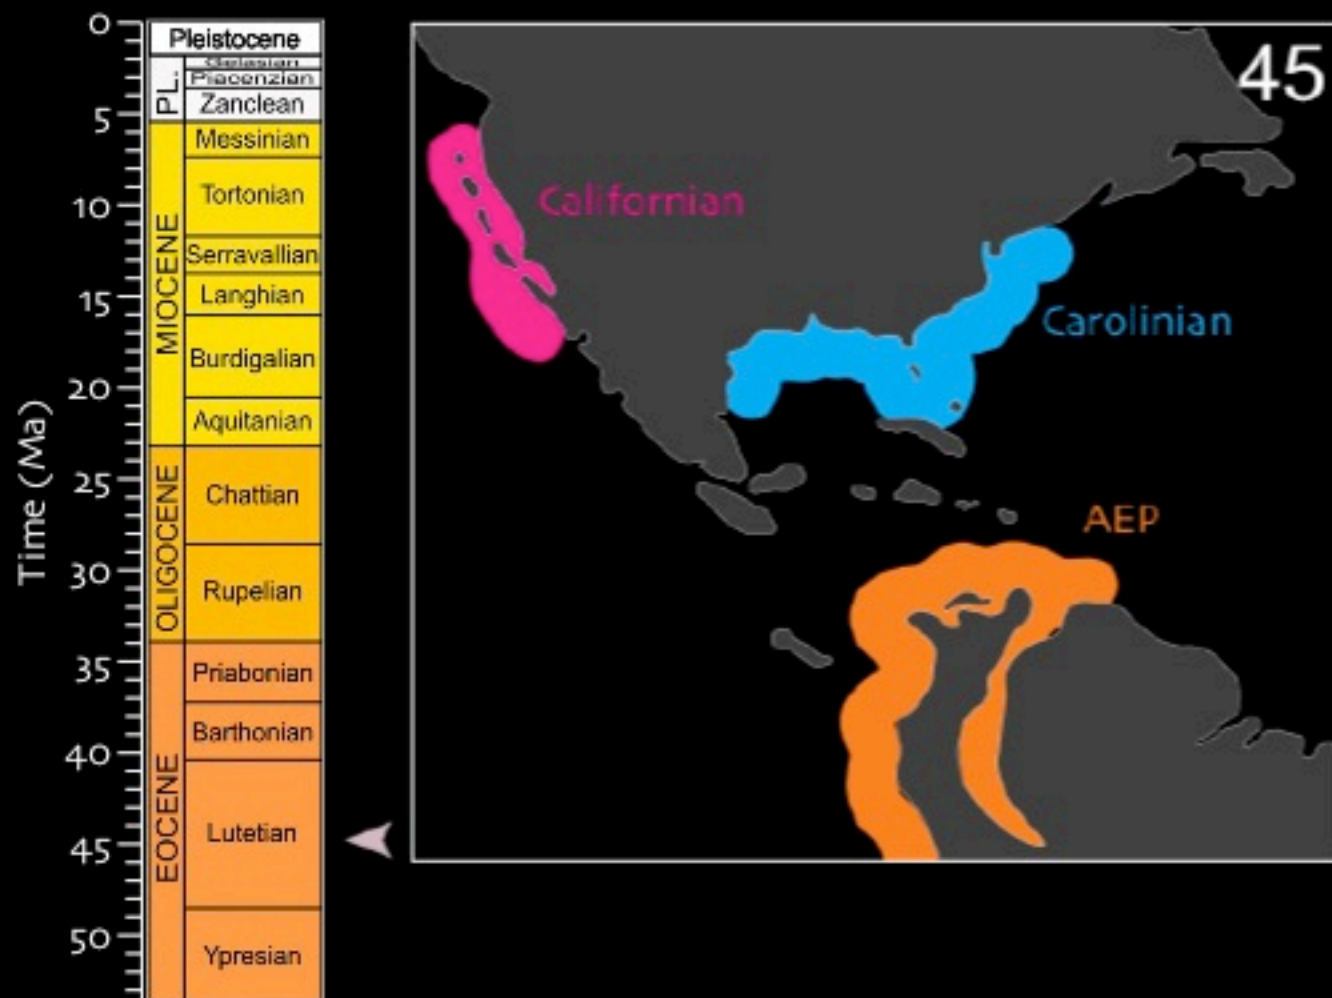 0
5
10
15
20
25
30
35
40
45
50
Time (Ma)
Pleistocene
PL.
Gelasian
Piacenzian
Zanclean
MIOCENE
Messinian
Tortonian
Serravallian
Langhian
Burdigalian
Aquitanian
OLIGOCENE
Chattian
Rupelian
EOCENE
Priabonian
Barthonian
Lutetian
Ypresian
45
Californian
Carolinian
AEP